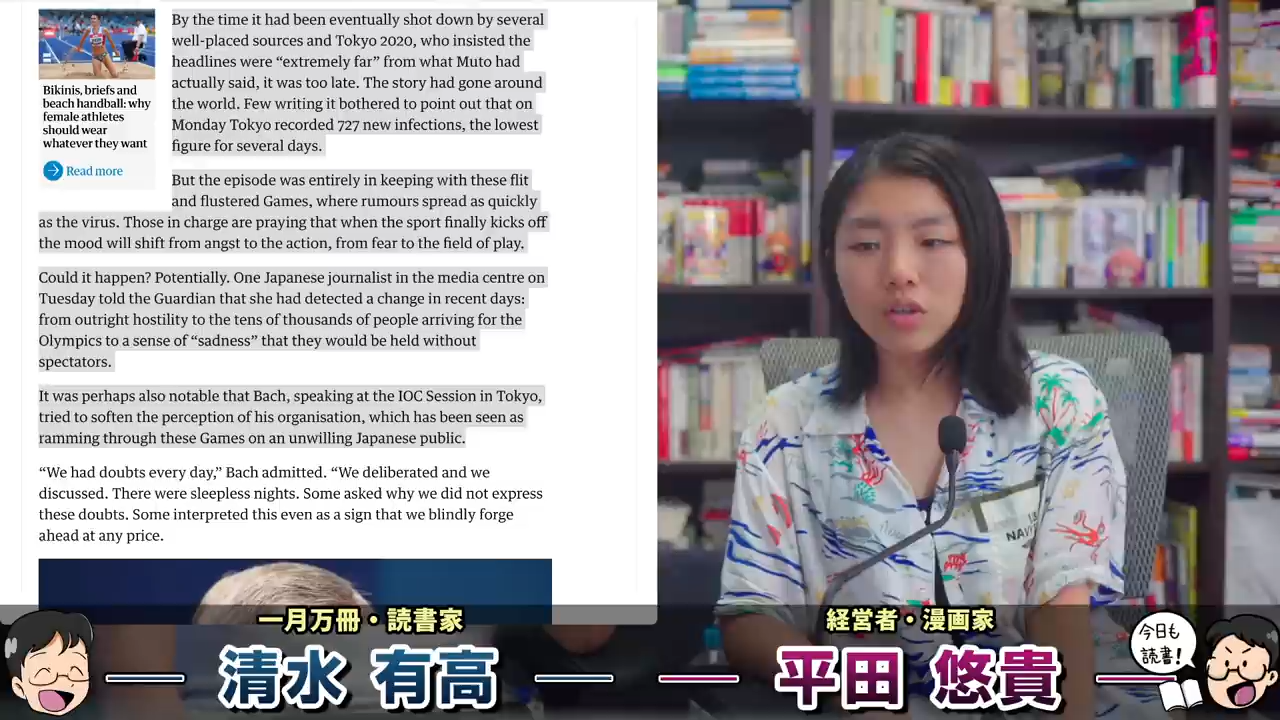 By the time it had been eventually shot down by several
well-placed sources and Tokyo 2020, who insisted the
headlines were “extremely far” from what Muto had
actually said, it was too late. The story had gone around
the world. Few writing it bothered to point out that on
Monday Tokyo recorded 727 new infections, the lowest
figure for several days.
Bikinis, briefs and
beach handball: why
female athletes
should wear
whatever they want
Read more
But the episode was entirely in keeping with these flit
and flustered Games, where rumours spread as quickly
as the virus. Those in charge are praying that when the sport finally kicks off
the mood will shift from angst to the action, from fear to the field of play.
Could it happen? Potentially. One Japanese journalist in the media centre on
Tuesday told the Guardian that she had detected a change in recent days:
from outright hostility to the tens of thousands of people arriving for the
Olympics to a sense of “sadness” that they would be held without
spectators.
It was perhaps also notable that Bach, speaking at the IOC Session in Tokyo,
tried to soften the perception of his organisation, which has been seen as
ramming through these Games on an unwilling Japanese public.
“We had doubts every day,” Bach admitted. “We deliberated and we
discussed. There were sleepless nights. Some asked why we did not express
these doubts. Some interpreted this even as a sign that we blindly forge
ahead at any price.
一月万冊・読書家
清水 有高
経営者・漫画家
平田 悠貴
今日も
読書!